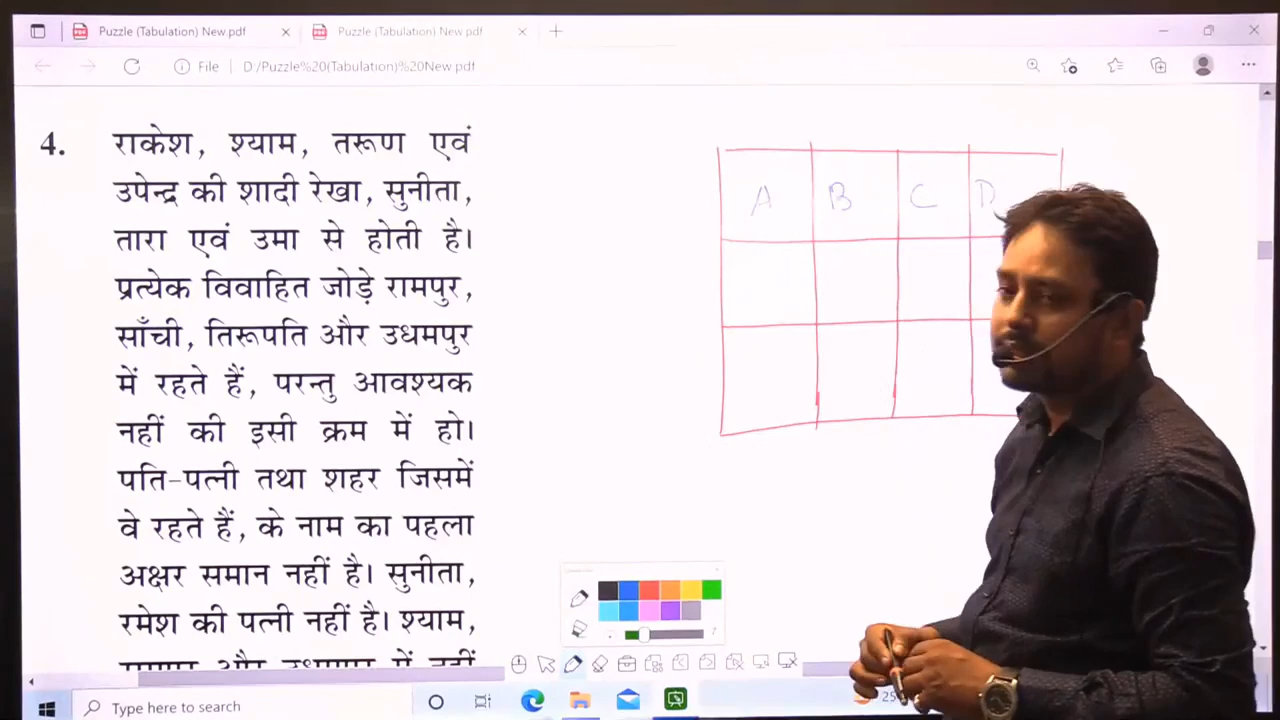 Puzzle (Tabulation) New.pdf
Puzzle (Tabulation) New.pdf
File
D:/Puzzle%20(Tabulation)%20New.pdf
4.
राकेश, श्याम, तरूण एवं
उपेन्द्र की शादी रेखा, सुनीता,
तारा एवं उमा से होती है।
प्रत्येक विवाहित जोड़े रामपुर,
साँची, तिरूपति और उधमपुर
में रहते हैं, परन्तु आवश्यक
नहीं की इसी क्रम में हो।
पति-पत्नी तथा शहर जिसमें
वे रहते हैं, के नाम का पहला
अक्षर समान नहीं है। सुनीता,
रमेश की पत्नी नहीं है। श्याम,
A B C D
7
Type here to search
25